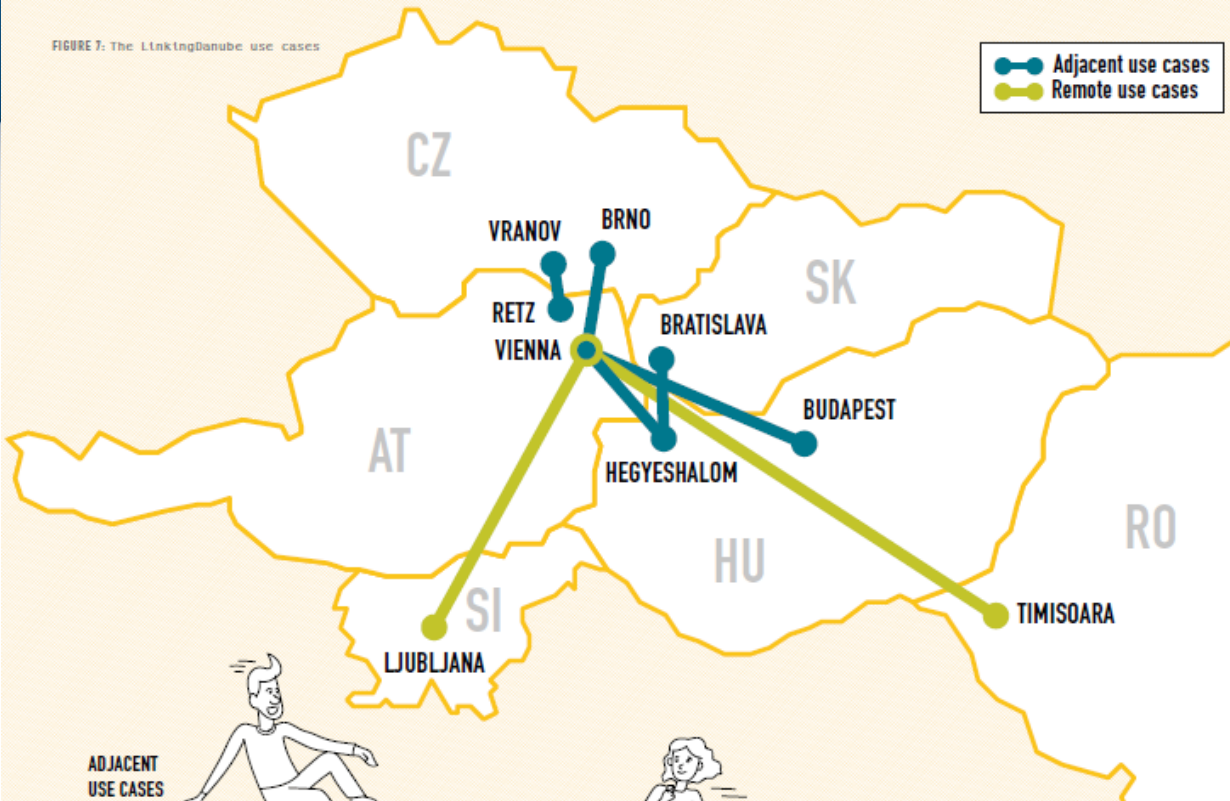 FIGURE 7: The LinkingDanube use cases
Adjacent use cases
Remote use cases
CZ
VRANOV
BRNO
SK
RETZ
BRATISLAVA
VIENNA
BUDAPEST
AT
HEGYESHALOM
RO
HU
SI
TIMISOARA
LJUBLJANA
ADJACENT
USE CASES